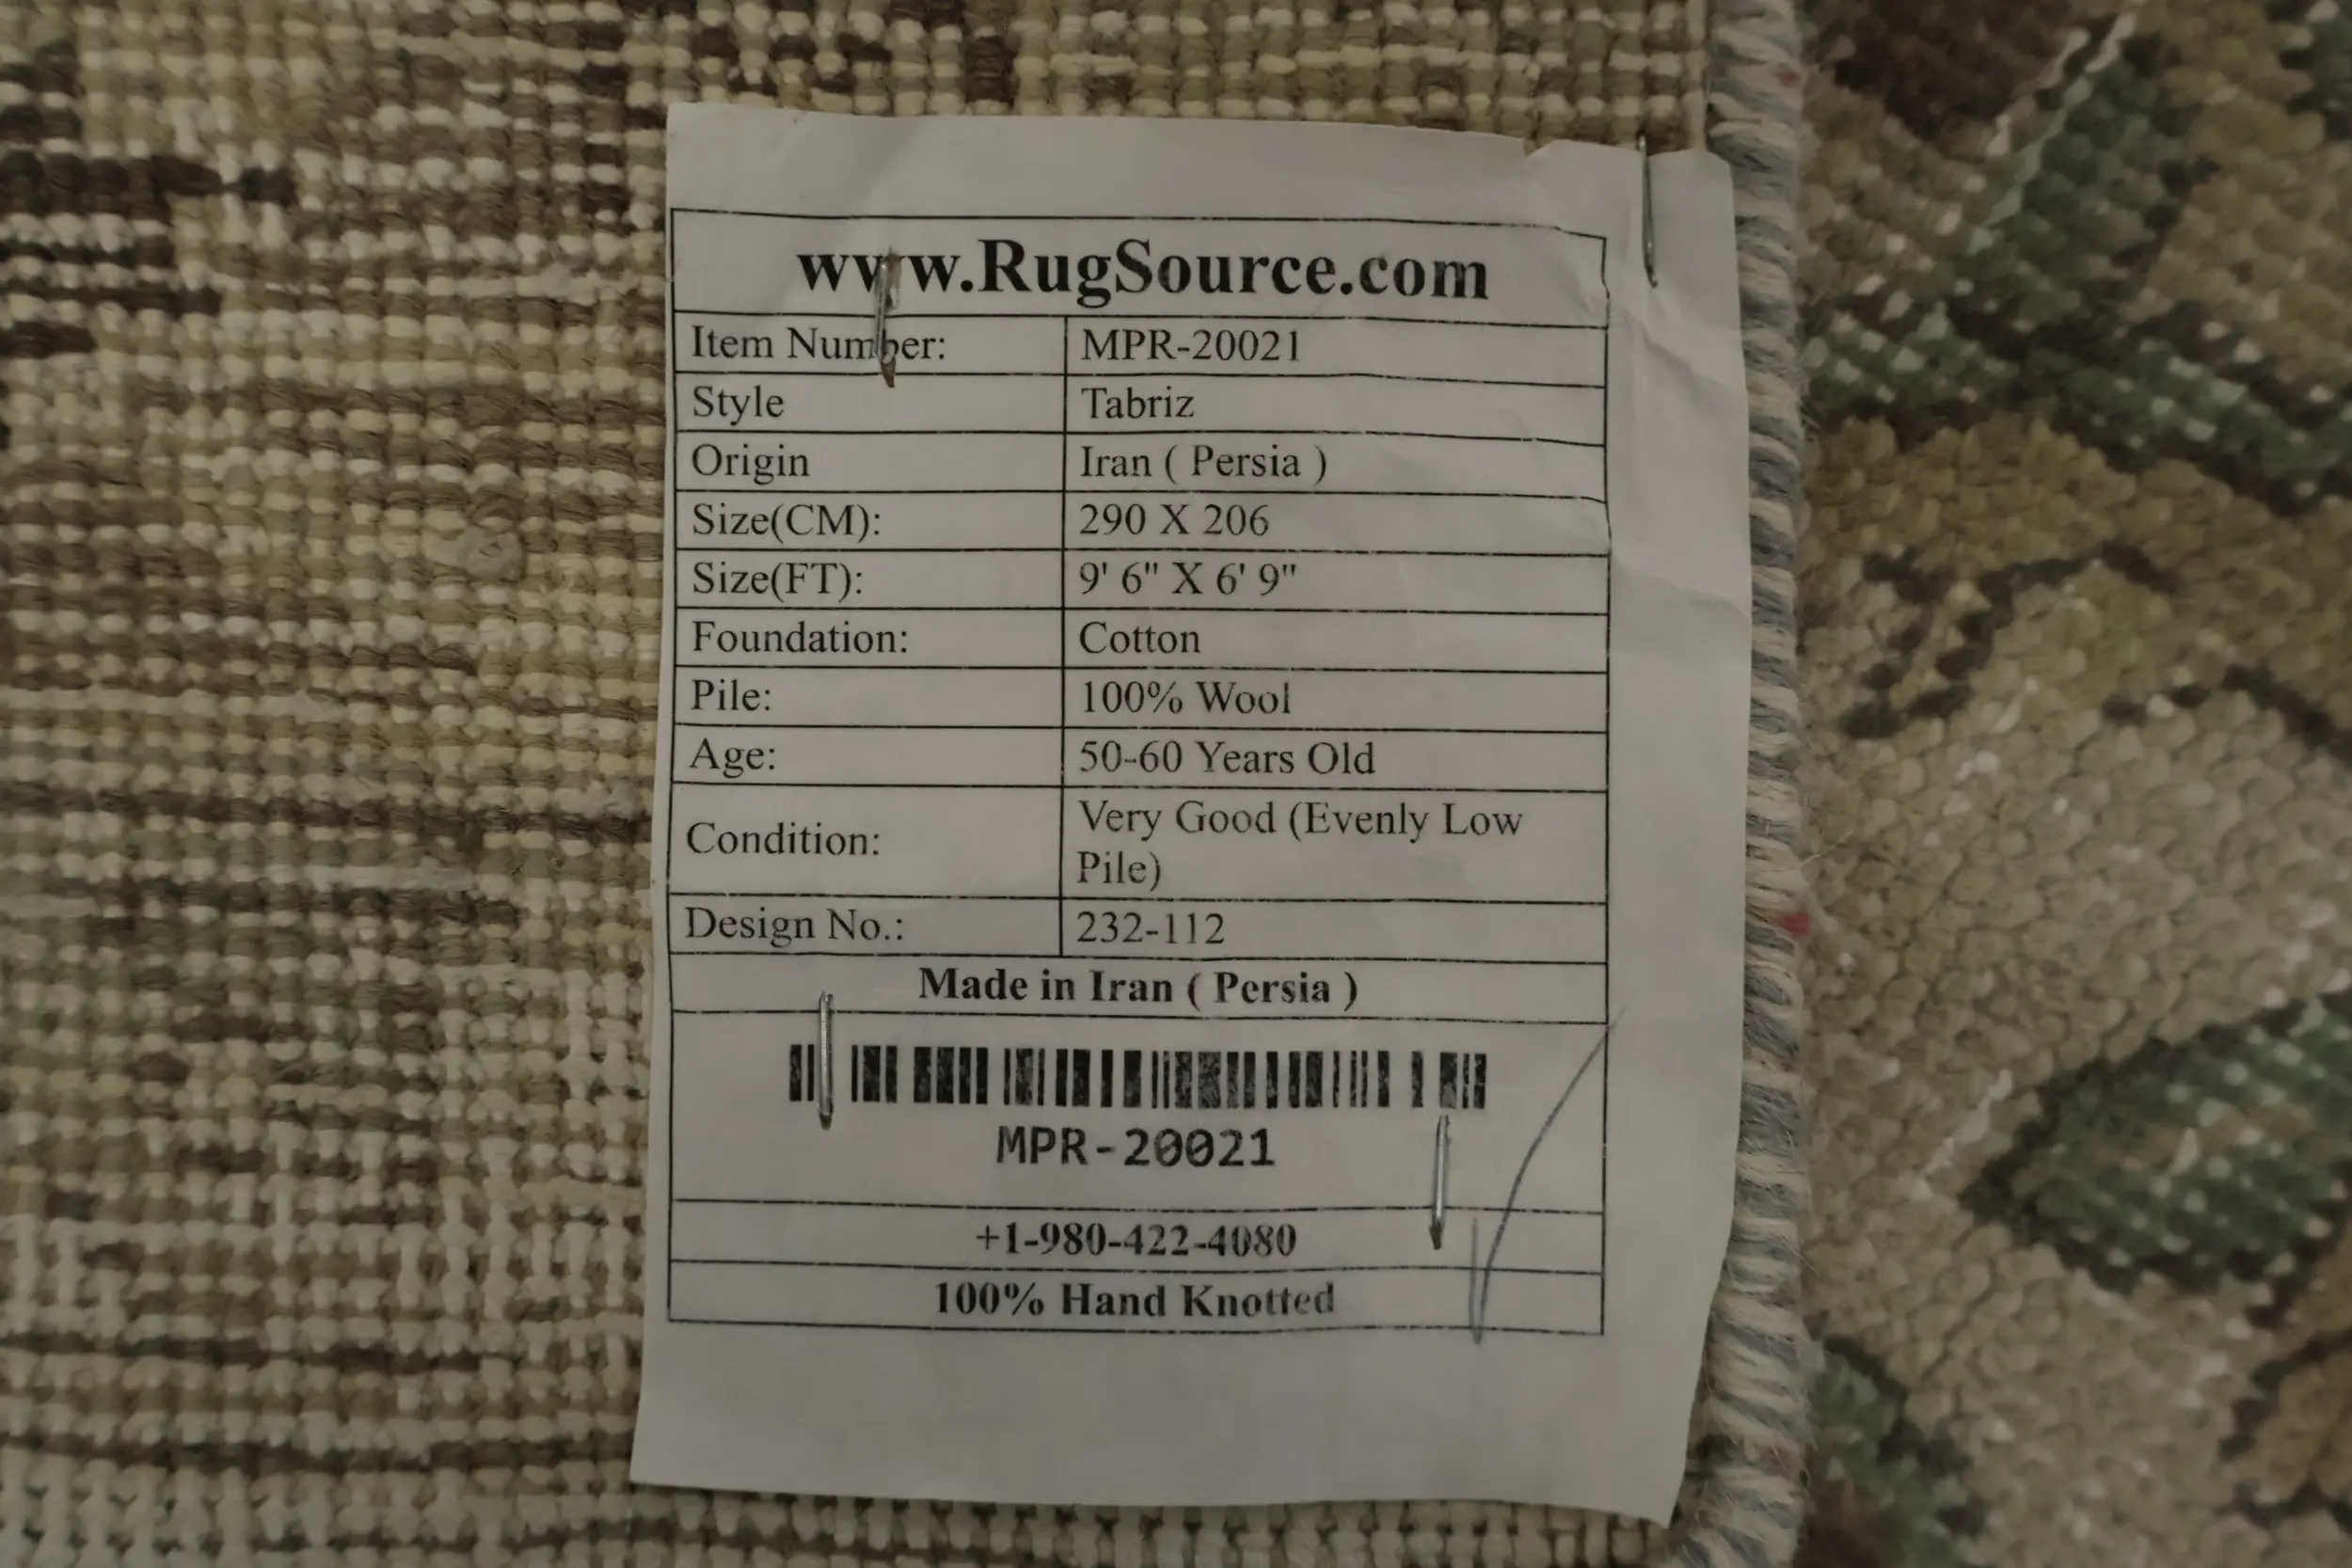 www.RugSource.com
Item Number: MPR-20021
Style Tabriz
Origin Iran ( Persia )
Size(CM): 290 X 206
Size(FT): 9' 6" X 6' 9"
Foundation: Cotton
Pile: 100% Wool
Age: 50-60 Years Old
Condition: Very Good (Evenly Low
Pile)
Design No.: 232-112
Made in Iran ( Persia )
MPR-20021
+1-980-422-4080
100% Hand Knotted